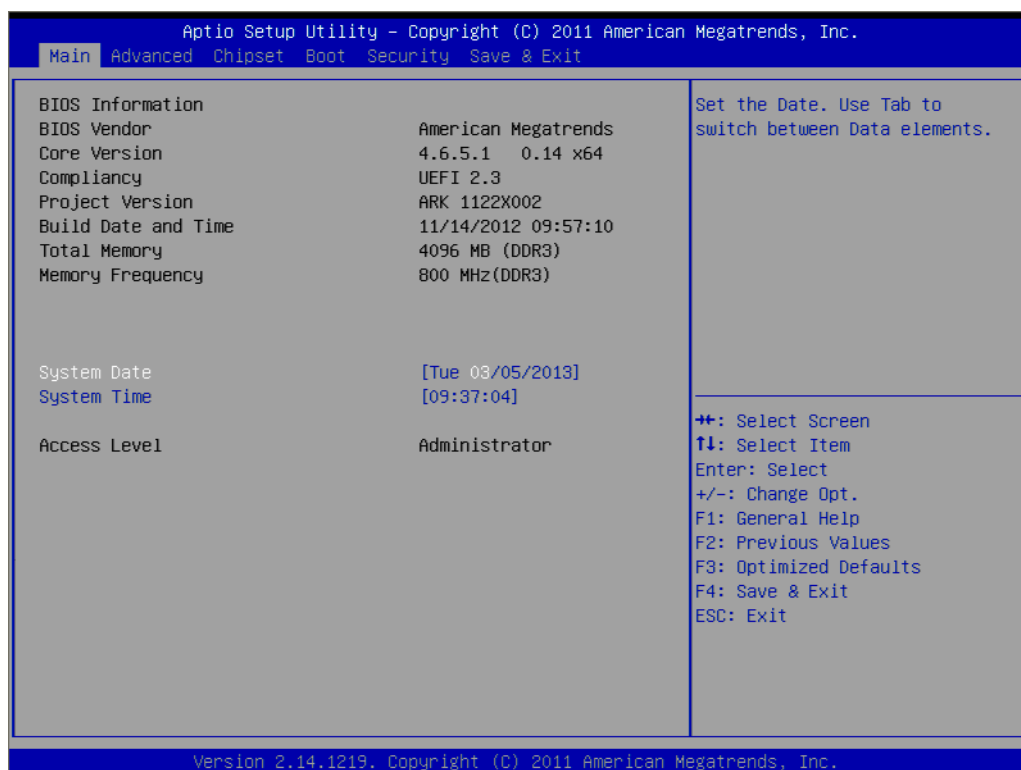 Aptio Setup Utility – Copyright (C) 2011 American Megatrends, Inc.
Main Advanced Chipset Boot Security Save & Exit
BIOS Information
BIOS Vendor American Megatrends
Core Version 4.6.5.1 0.14 x64
Compliancy UEFI 2.3
Project Version ARK 1122X002
Build Date and Time 11/14/2012 09:57:10
Total Memory 4096 MB (DDR3)
Memory Frequency 800 MHz(DDR3)
System Date [Tue 03/05/2013]
System Time [09:37:04]
Access Level Administrator
Set the Date. Use Tab to
switch between Data elements.
→←: Select Screen
↑↓: Select Item
Enter: Select
+/-: Change Opt.
F1: General Help
F2: Previous Values
F3: Optimized Defaults
F4: Save & Exit
ESC: Exit
Version 2.14.1219. Copyright (C) 2011 American Megatrends, Inc.